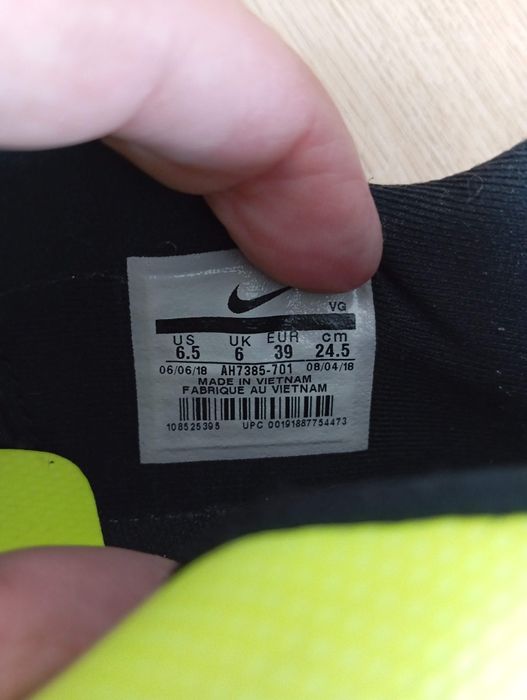 VG
US UK EUR cm
6.5 6 39 24.5
06/06/18 AH7385-701 08/04/18
MADE IN VIETNAM
FABRIQUE AU VIETNAM
108525395 UPC 00191887754473